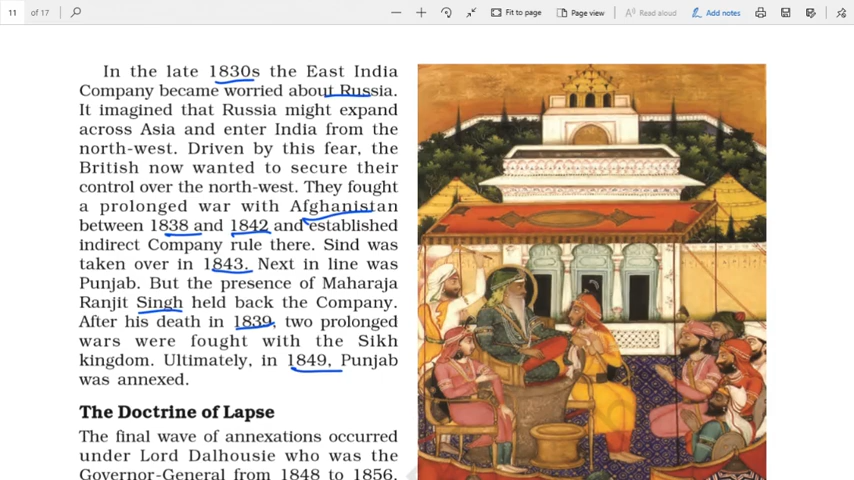 11 of 17
Fit to page
Page view
Read aloud
Add notes
In the late 1830s the East India
Company became worried about Russia.
It imagined that Russia might expand
across Asia and enter India from the
north-west. Driven by this fear, the
British now wanted to secure their
control over the north-west. They fought
a prolonged war with Afghanistan
between 1838 and 1842 and established
indirect Company rule there. Sind was
taken over in 1843. Next in line was
Punjab. But the presence of Maharaja
Ranjit Singh held back the Company.
After his death in 1839, two prolonged
wars were fought with the Sikh
kingdom. Ultimately, in 1849, Punjab
was annexed.
The Doctrine of Lapse
The final wave of annexations occurred
under Lord Dalhousie who was the
Governor-General from 1848 to 1856.